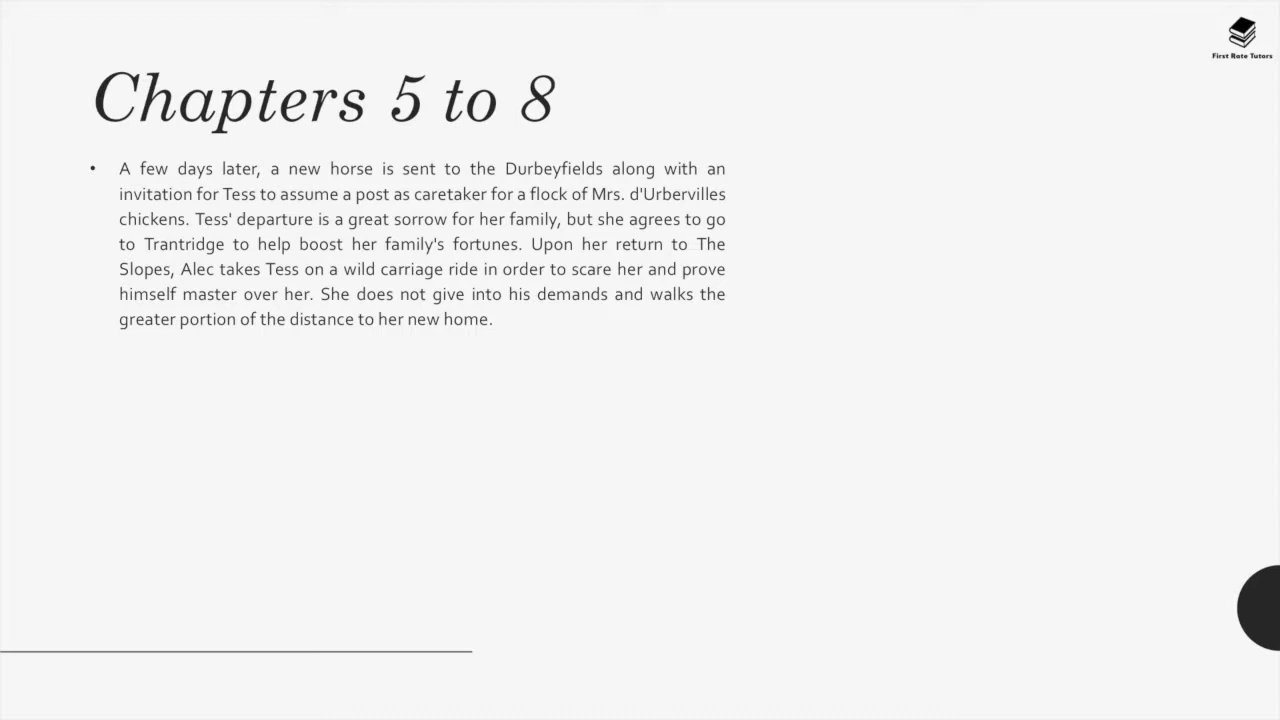 First Rate Tutors
Chapters 5 to 8
• A few days later, a new horse is sent to the Durbeyfields along with an
invitation for Tess to assume a post as caretaker for a flock of Mrs. d'Urbervilles
chickens. Tess' departure is a great sorrow for her family, but she agrees to go
to Trantridge to help boost her family's fortunes. Upon her return to The
Slopes, Alec takes Tess on a wild carriage ride in order to scare her and prove
himself master over her. She does not give into his demands and walks the
greater portion of the distance to her new home.